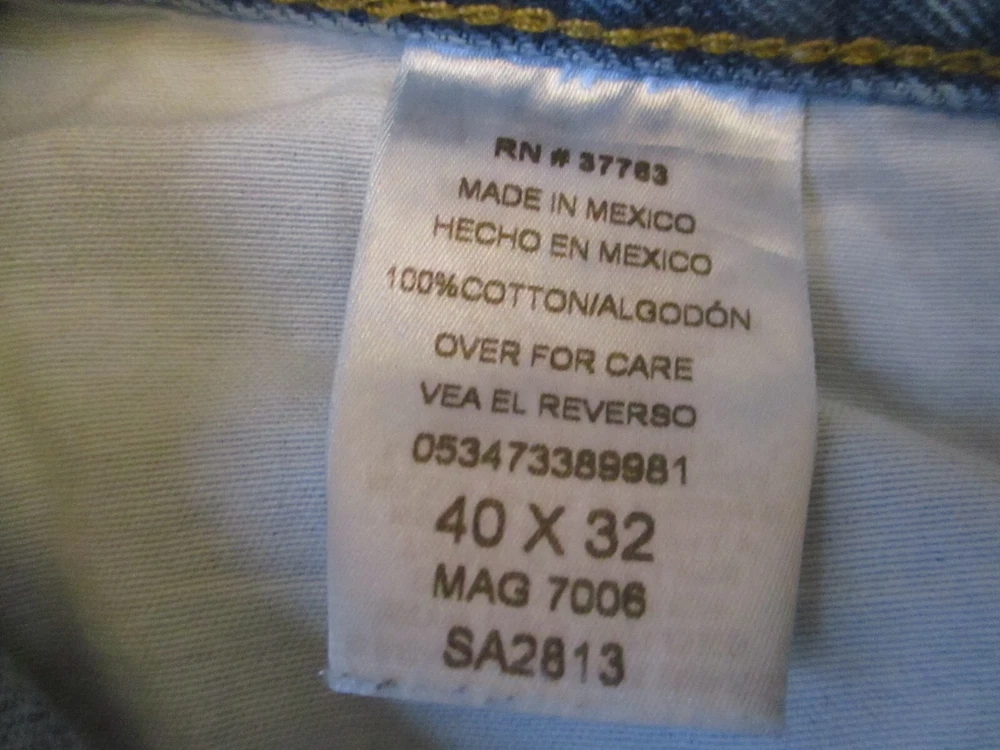 RN # 37763
MADE IN MEXICO
HECHO EN MEXICO
100%COTTON/ALGODÓN
OVER FOR CARE
VEA EL REVERSO
053473389981
40 X 32
MAG 7006
SA2813